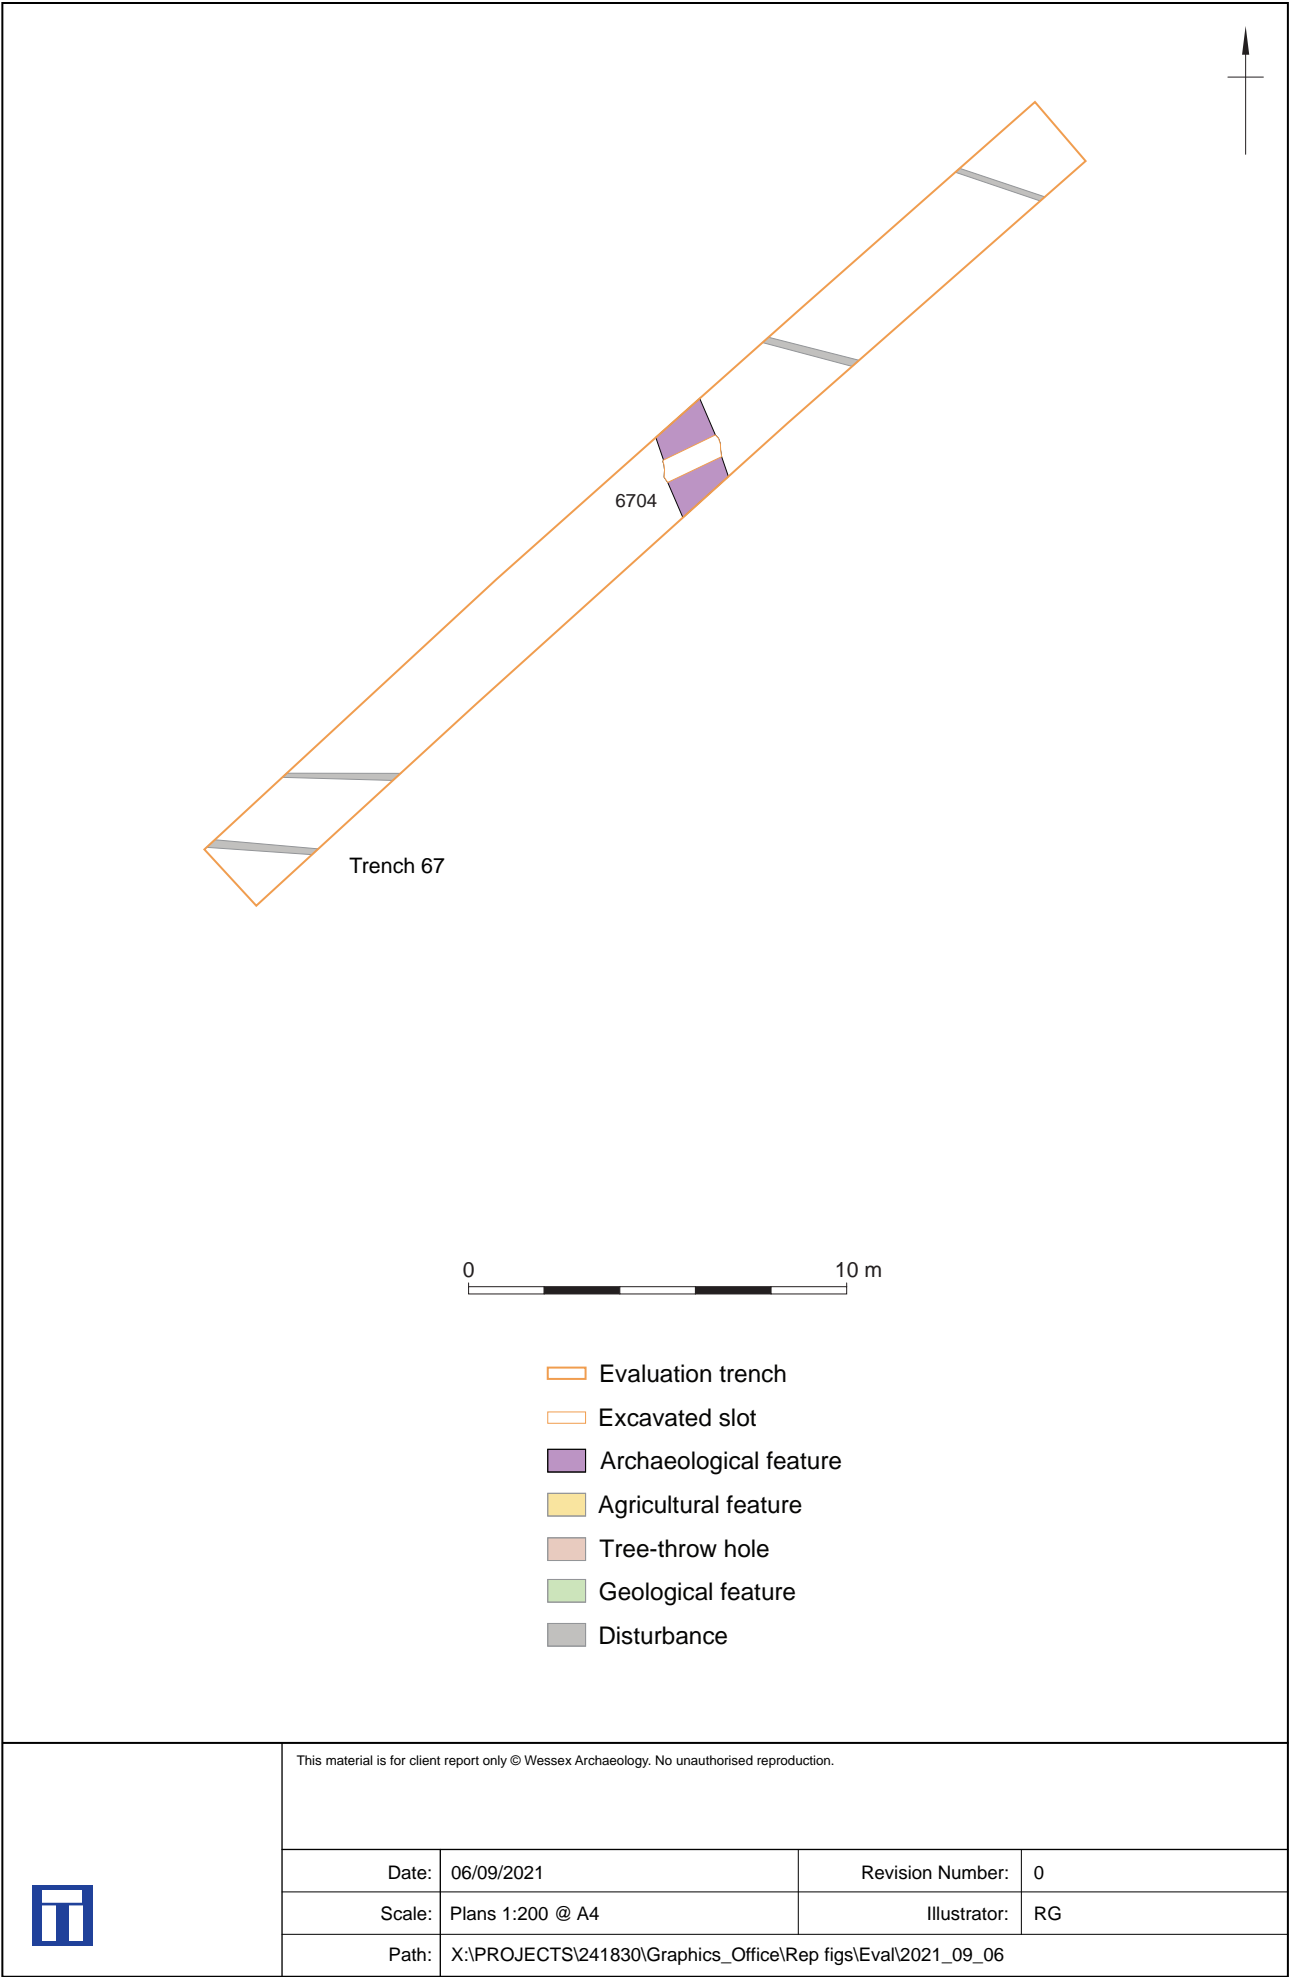 6704
Trench 67
0 10 m
Evaluation trench
Excavated slot
Archaeological feature
Agricultural feature
Tree-throw hole
Geological feature
Disturbance
This material is for client report only © Wessex Archaeology. No unauthorised reproduction.
Date: 06/09/2021 Revision Number: 0
Scale: Plans 1:200 @ A4 Illustrator: RG
Path: X:\PROJECTS\241830\Graphics_Office\Rep figs\Eval\2021_09_06